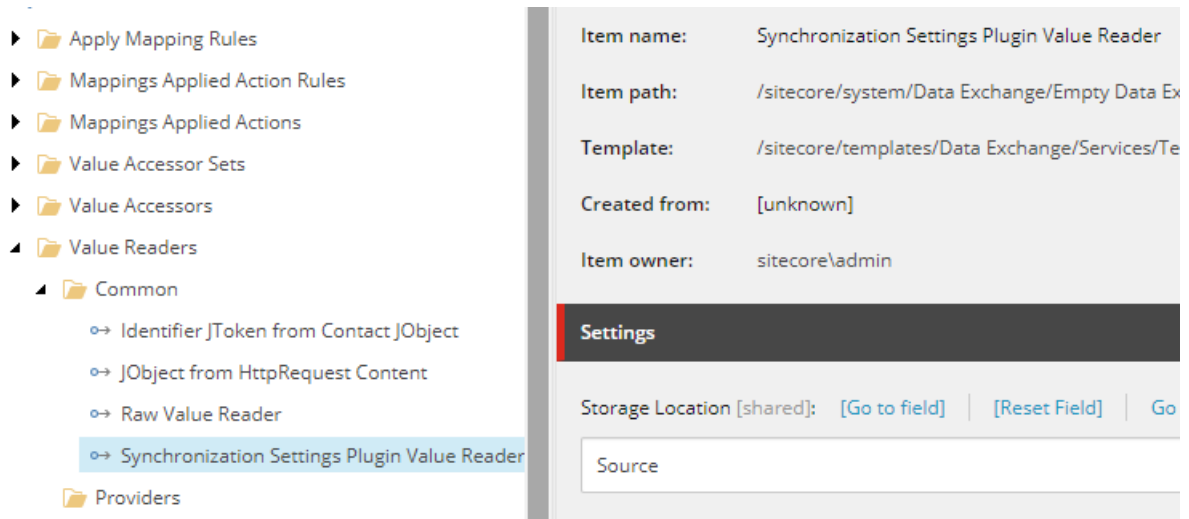 Apply Mapping Rules
Mappings Applied Action Rules
Mappings Applied Actions
Value Accessor Sets
Value Accessors
Value Readers
Common
Identifier JToken from Contact JObject
JObject from HttpRequest Content
Raw Value Reader
Synchronization Settings Plugin Value Reader
Providers
Item name: Synchronization Settings Plugin Value Reader
Item path: /sitecore/system/Data Exchange/Empty Data Ex
Template: /sitecore/templates/Data Exchange/Services/Te
Created from: [unknown]
Item owner: sitecore\admin
Settings
Storage Location [shared]: [Go to field] [Reset Field] Go
Source